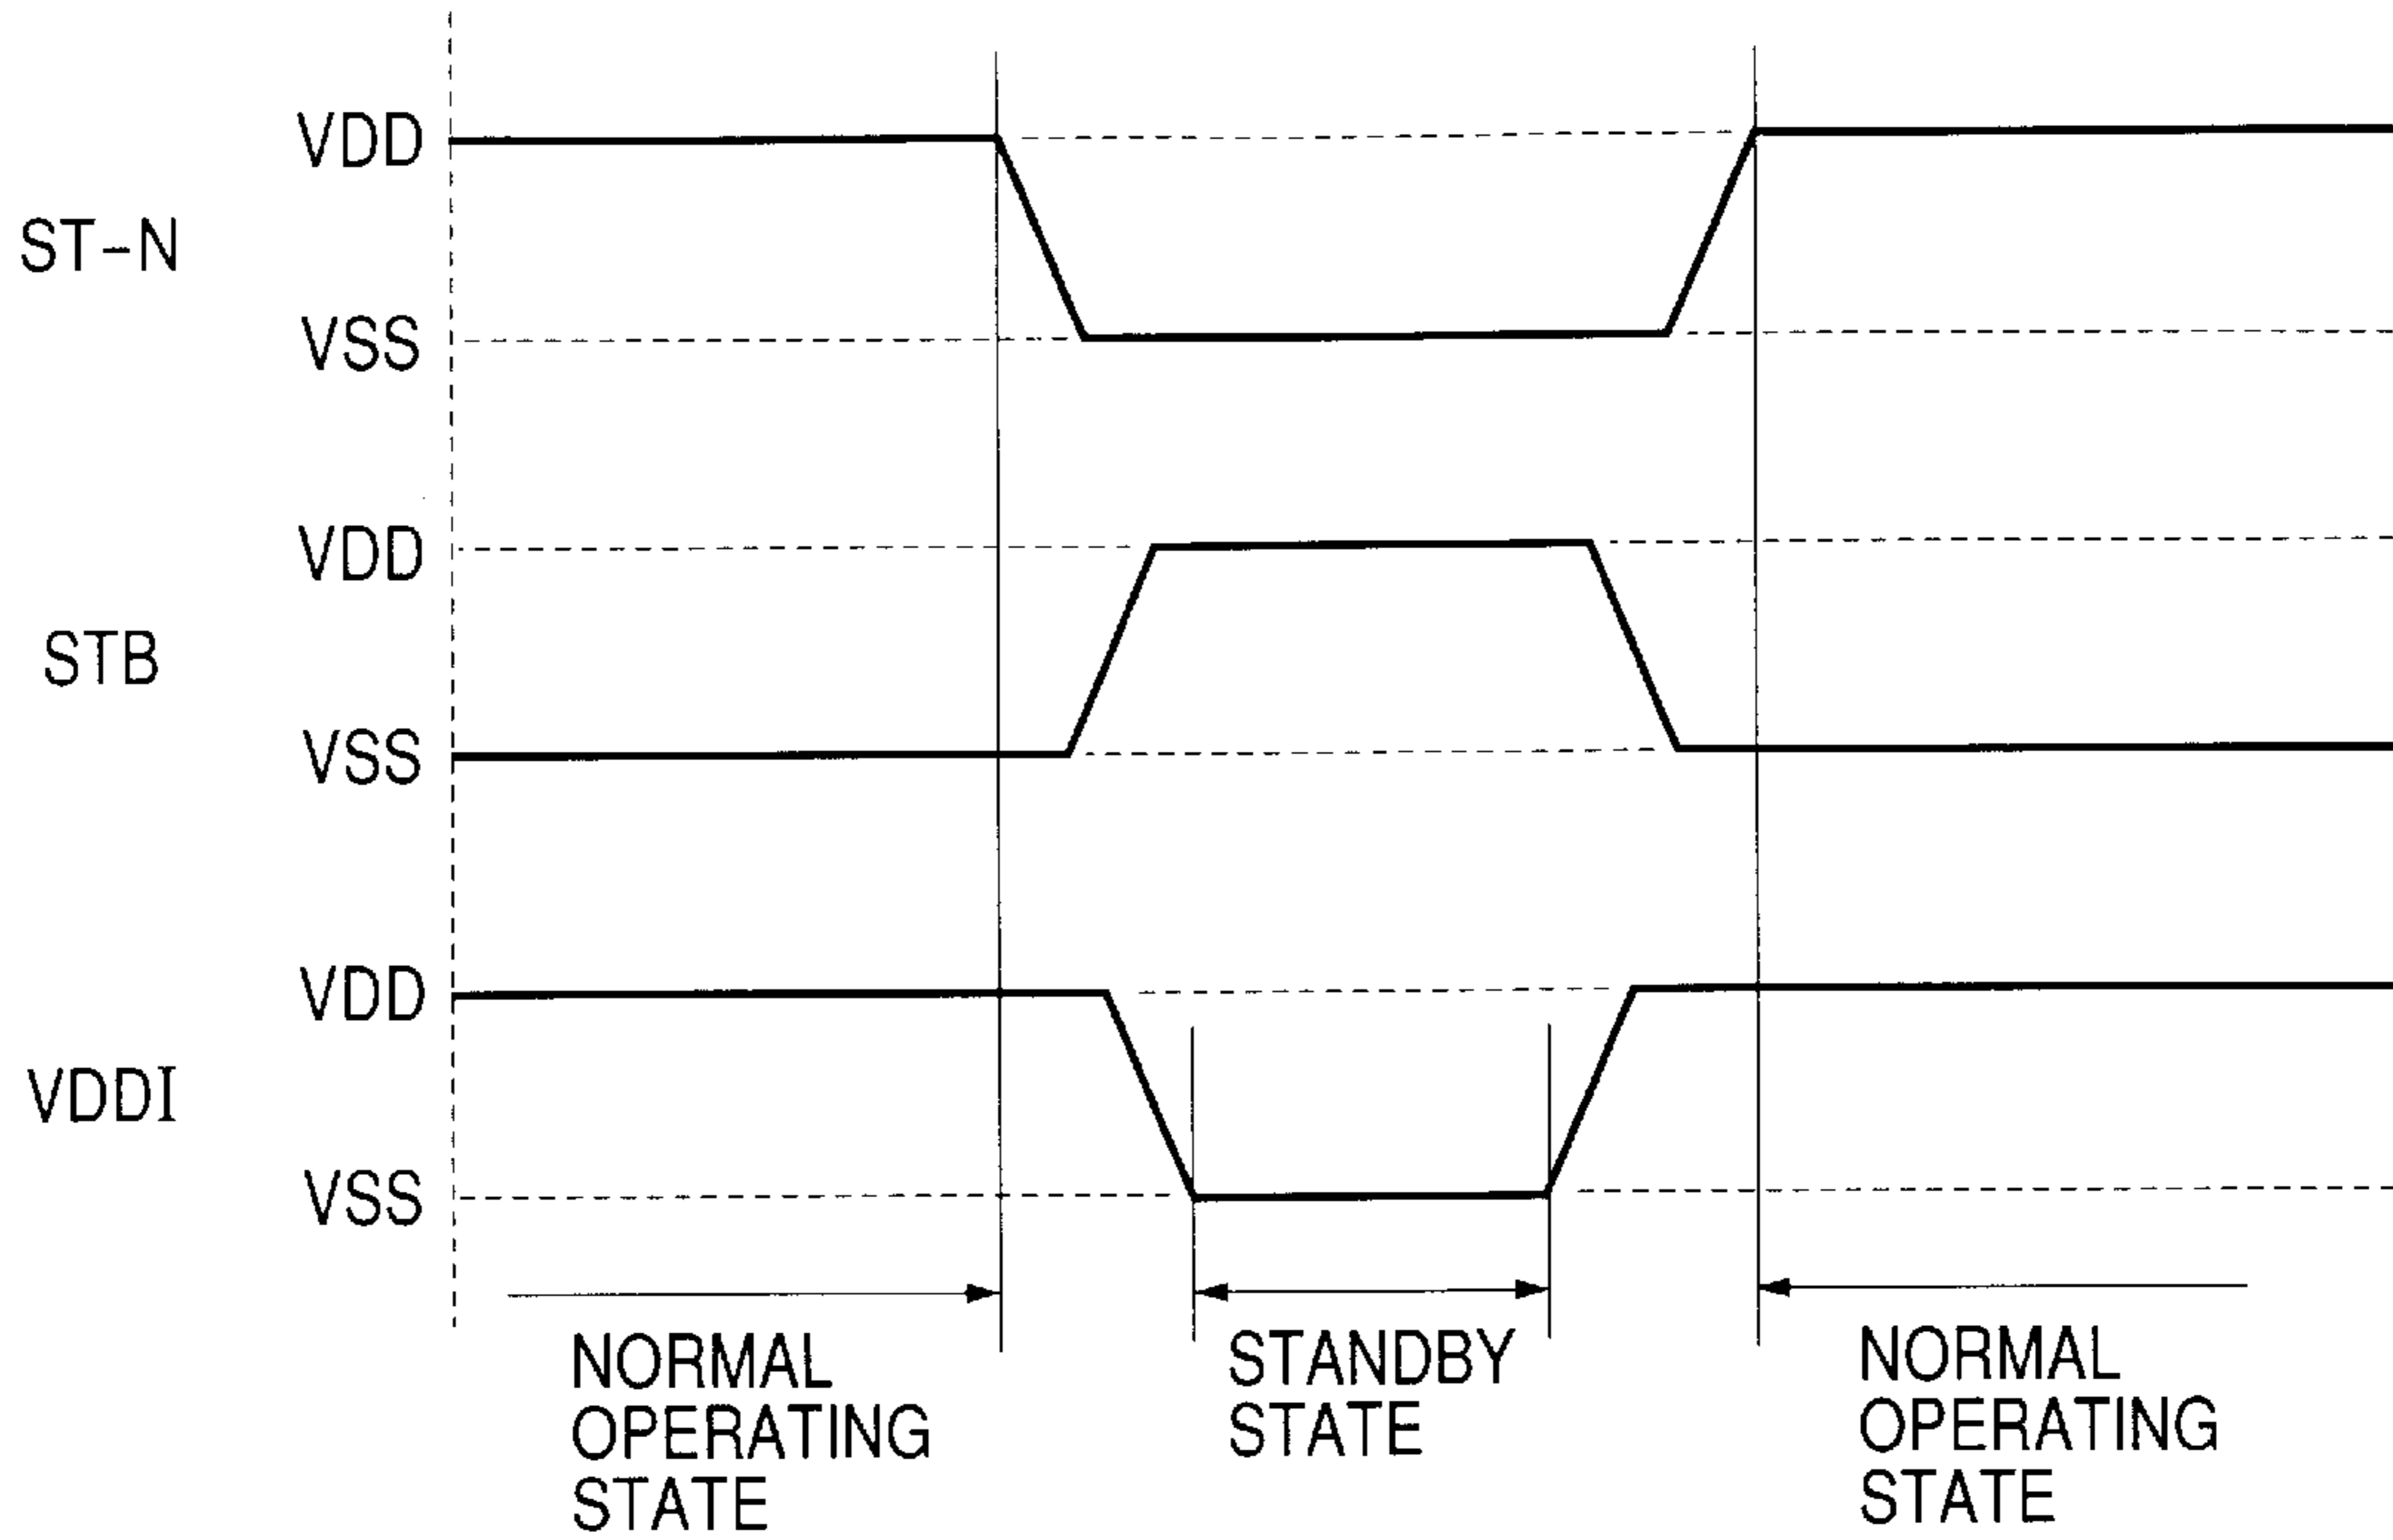 VDD
ST-N
VSS
VDD
STB
VSS
VDD
VDDI
VSS
NORMAL
OPERATING
STATE
STANDBY
STATE
NORMAL
OPERATING
STATE